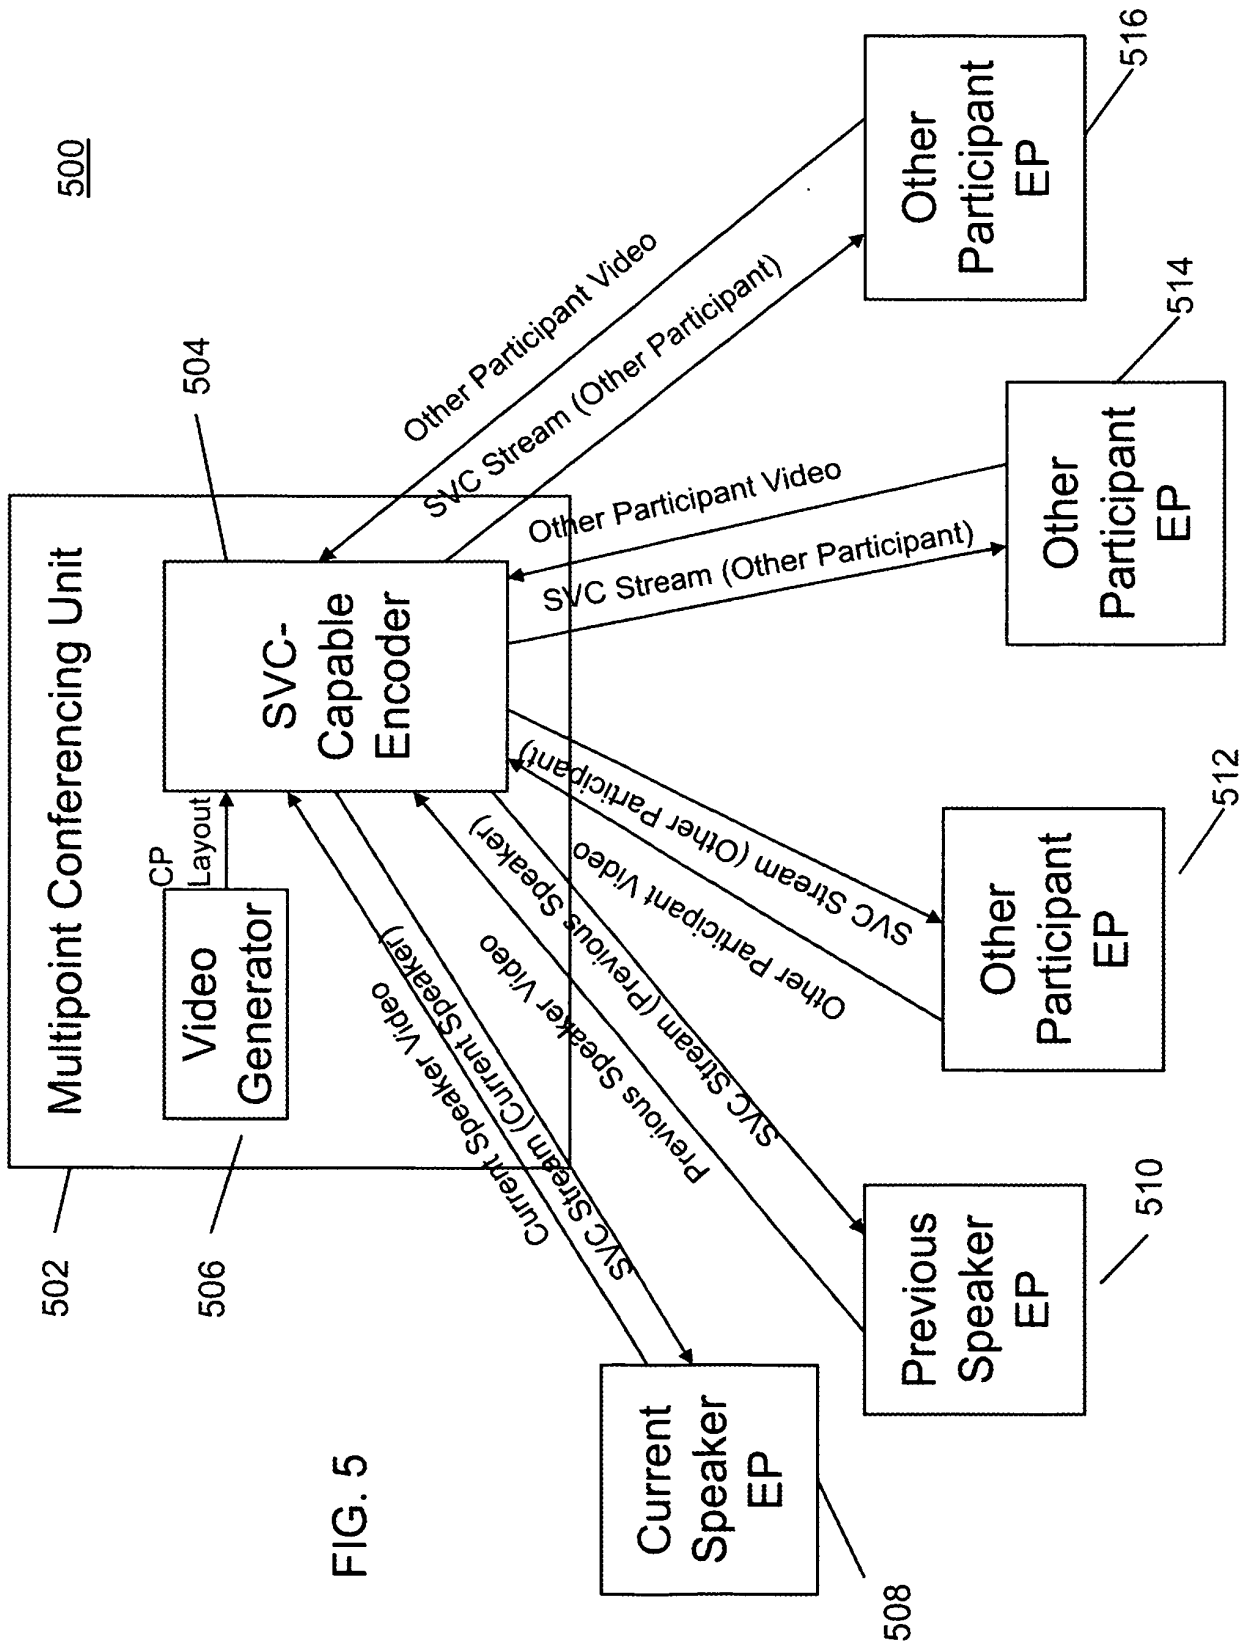 500
Multipoint Conferencing Unit
502
504
506
Video
Generator
CP
Layout
SVC-
Capable
Encoder
Current Speaker Video
SVC Stream (Current Speaker)
Previous Speaker Video
SVC Stream (Previous Speaker)
Other Participant Video
SVC Stream (Other Participant)
Other Participant Video
SVC Stream (Other Participant)
Other Participant Video
SVC Stream (Other Participant)
Current
Speaker
EP
508
Previous
Speaker
EP
510
Other
Participant
EP
512
Other
Participant
EP
514
Other
Participant
EP
516
FIG. 5